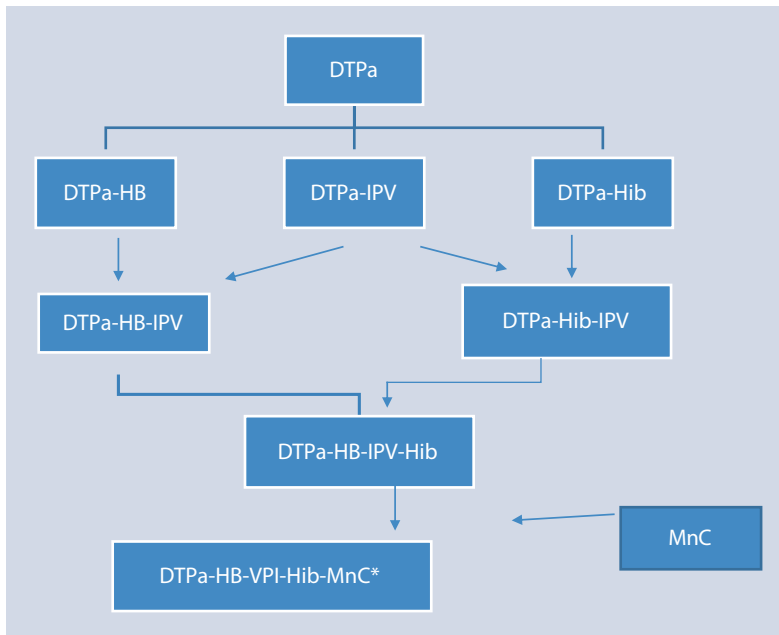 DTPa
DTPa-HB
DTPa-IPV
DTPa-Hib
DTPa-HB-IPV
DTPa-Hib-IPV
DTPa-HB-IPV-Hib
MnC
DTPa-HB-VPI-Hib-MnC*